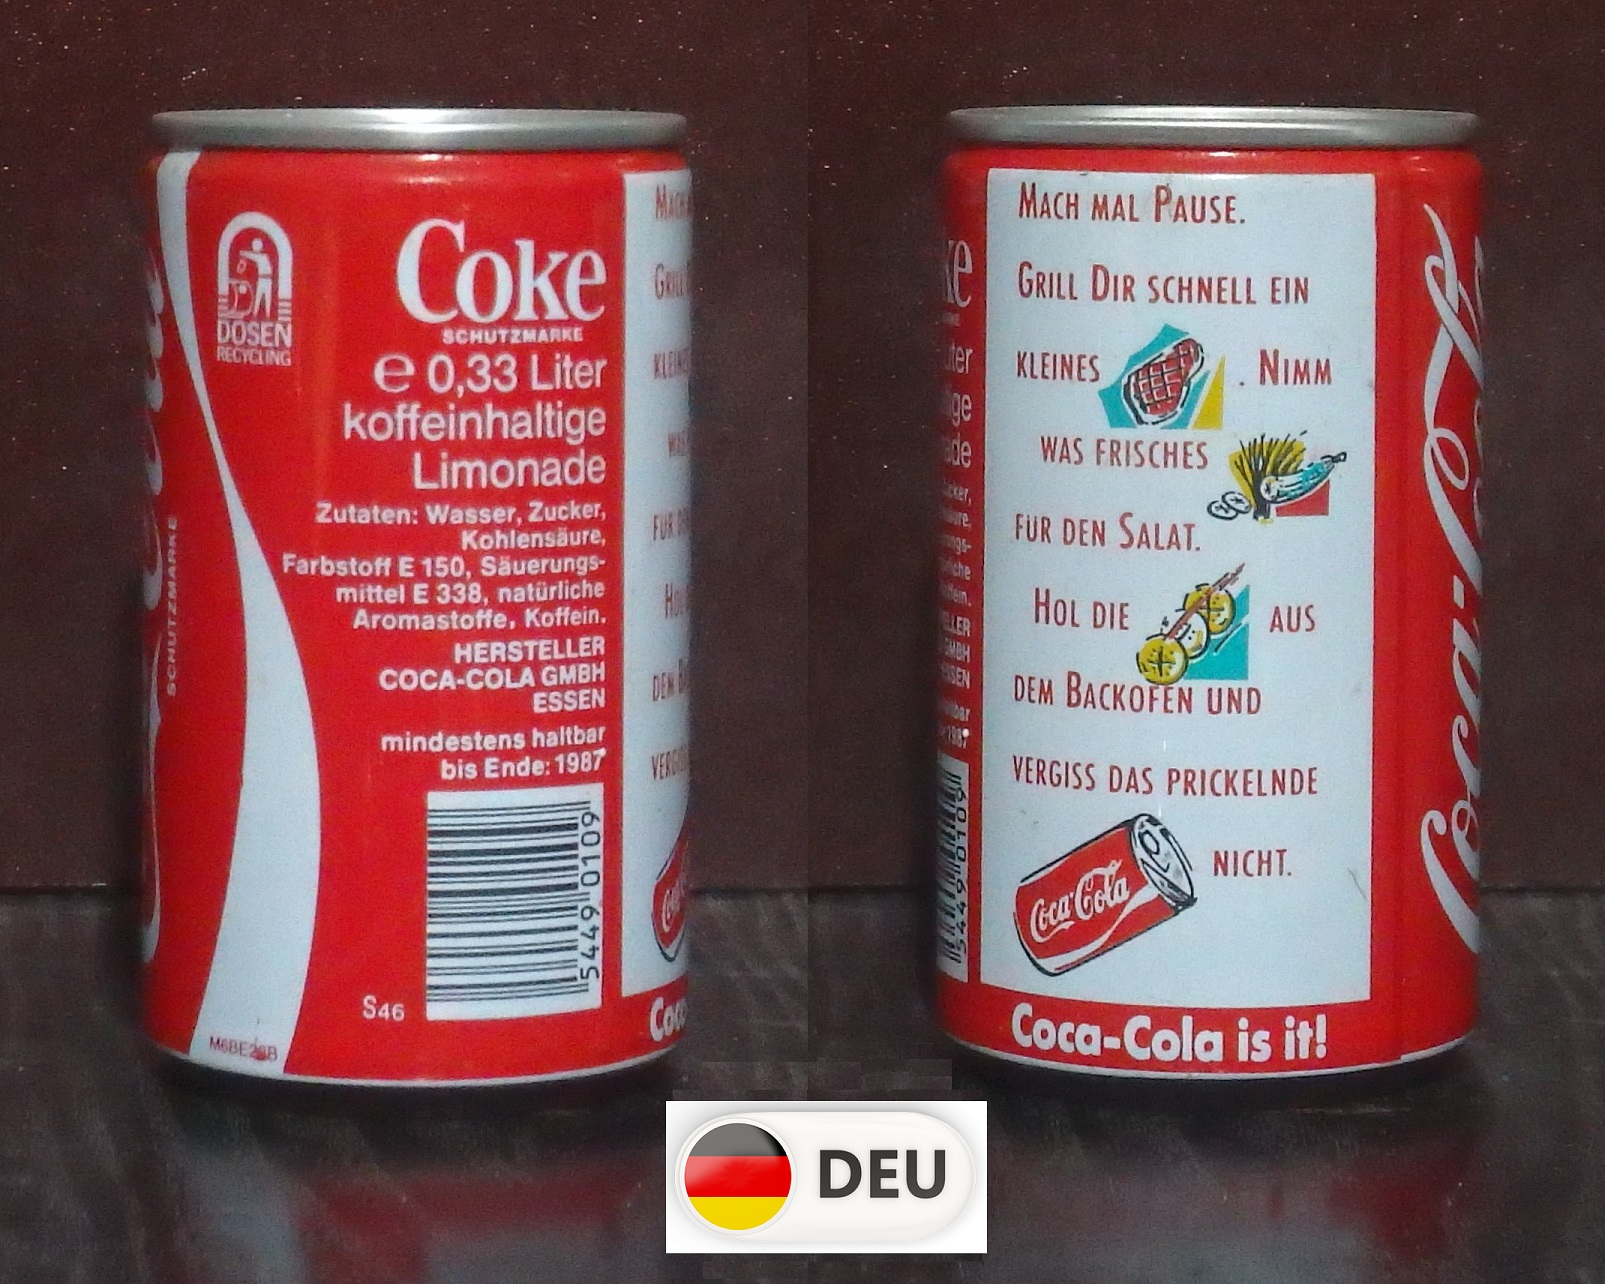 DOSEN
RECYCLING
SCHUTZMARKE
Coke
SCHUTZMARKE
e 0,33 Liter
koffeinhaltige
Limonade
Zutaten: Wasser, Zucker,
Kohlensäure,
Farbstoff E 150, Säuerungs-
mittel E 338, natürliche
Aromastoffe, Koffein.
HERSTELLER
COCA-COLA GMBH
ESSEN
mindestens haltbar
bis Ende: 1987
5449 0109
S46
MACH MAL PAUSE.
GRILL DIR SCHNELL EIN
KLEINES . NIMM
WAS FRISCHES
FÜR DEN SALAT.
HOL DIE AUS
DEM BACKOFEN UND
VERGISS DAS PRICKELNDE
Coca-Cola NICHT.
Coca-Cola is it!
Coca-Cola
DEU